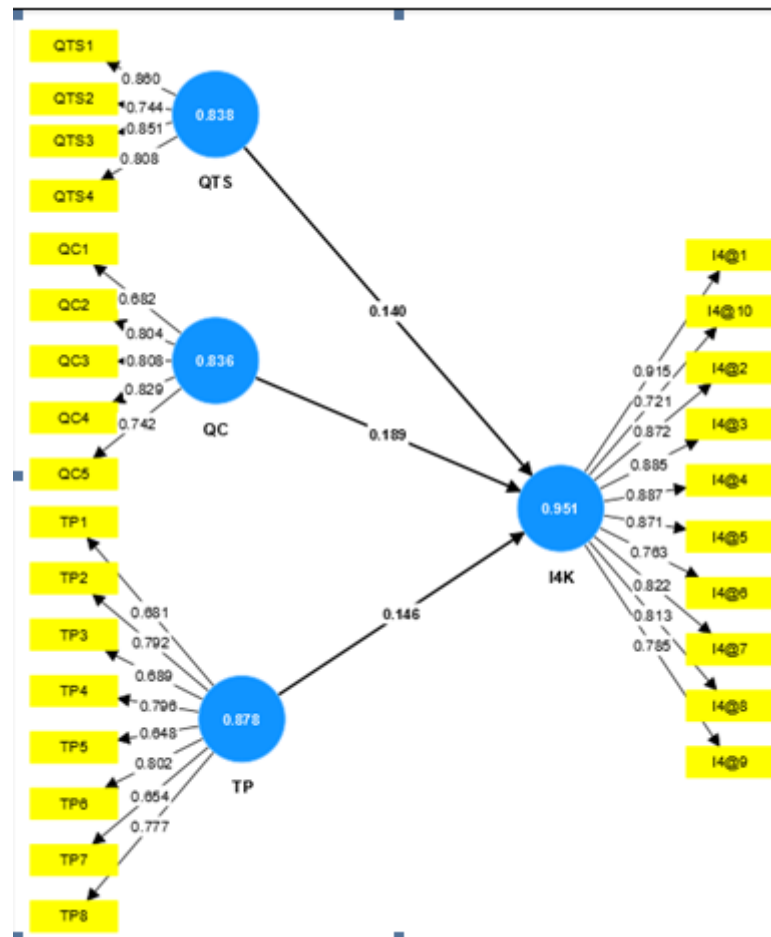 QTS1
QTS2
QTS3
QTS4
0.860
0.744
0.851
0.808
0.838
QTS
QC1
QC2
QC3
QC4
QC5
0.682
0.804
0.808
0.829
0.742
0.836
QC
TP1
TP2
TP3
TP4
TP5
TP6
TP7
TP8
0.681
0.792
0.689
0.796
0.648
0.802
0.654
0.777
0.878
TP
0.140
0.189
0.146
0.951
I4K
0.915
0.721
0.872
0.885
0.887
0.871
0.763
0.822
0.813
0.785
I4@1
I4@10
I4@2
I4@3
I4@4
I4@5
I4@6
I4@7
I4@8
I4@9